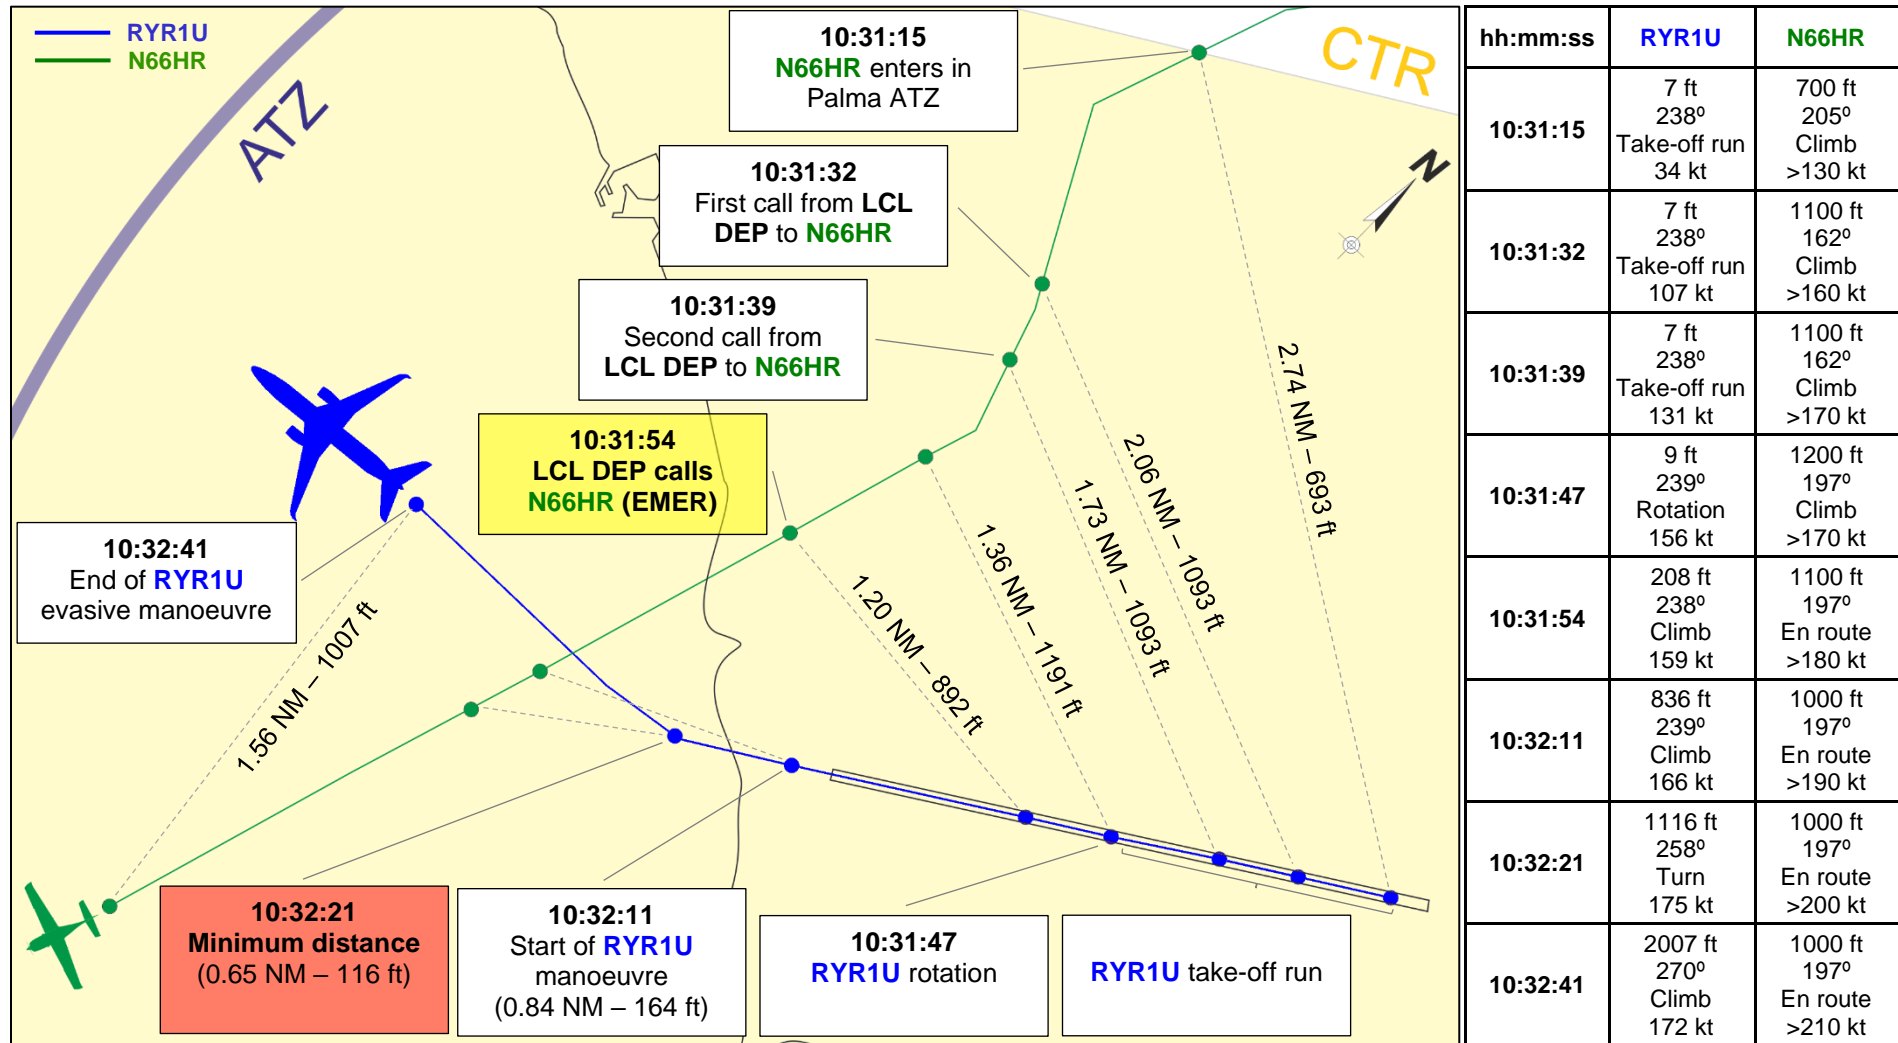 RYR1U
N66HR
ATZ
CTR
N
10:31:15
N66HR enters in
Palma ATZ
10:31:32
First call from LCL
DEP to N66HR
10:31:39
Second call from
LCL DEP to N66HR
10:31:54
LCL DEP calls
N66HR (EMER)
10:32:41
End of RYR1U
evasive manoeuvre
1.56 NM – 1007 ft
1.20 NM – 892 ft
1.36 NM – 1191 ft
1.73 NM – 1093 ft
2.06 NM – 1093 ft
2.74 NM – 693 ft
10:32:21
Minimum distance
(0.65 NM – 116 ft)
10:32:11
Start of RYR1U
manoeuvre
(0.84 NM – 164 ft)
10:31:47
RYR1U rotation
RYR1U take-off run
hh:mm:ss RYR1U N66HR
10:31:15
7 ft
238º
Take-off run
34 kt
700 ft
205º
Climb
>130 kt
10:31:32
7 ft
238º
Take-off run
107 kt
1100 ft
162º
Climb
>160 kt
10:31:39
7 ft
238º
Take-off run
131 kt
1100 ft
162º
Climb
>170 kt
10:31:47
9 ft
239º
Rotation
156 kt
1200 ft
197º
Climb
>170 kt
10:31:54
208 ft
238º
Climb
159 kt
1100 ft
197º
En route
>180 kt
10:32:11
836 ft
239º
Climb
166 kt
1000 ft
197º
En route
>190 kt
10:32:21
1116 ft
258º
Turn
175 kt
1000 ft
197º
En route
>200 kt
10:32:41
2007 ft
270º
Climb
172 kt
1000 ft
197º
En route
>210 kt